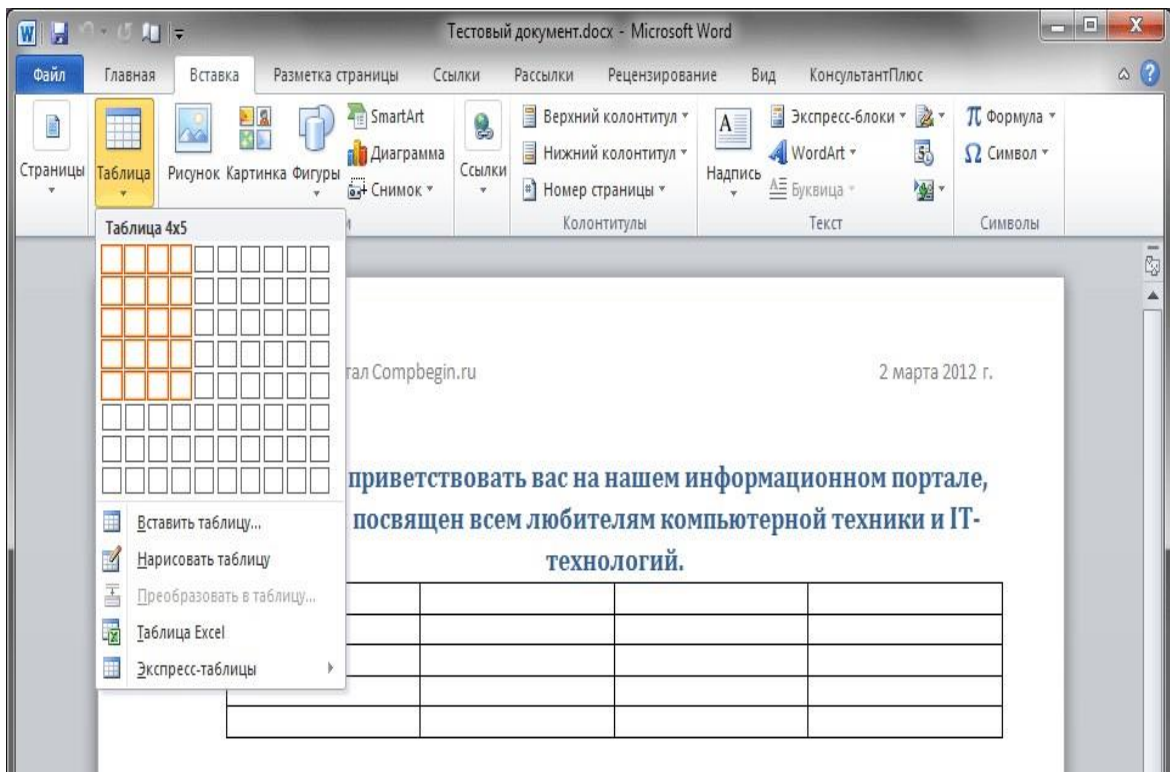 Тестовый документ.docx - Microsoft Word
Файл Главная Вставка Разметка страницы Ссылки Рассылки Рецензирование Вид КонсультантПлюс
Страницы
Таблица
Рисунок Картинка Фигуры
SmartArt
Диаграмма
Снимок
Ссылки
Верхний колонтитул
Нижний колонтитул
Номер страницы
Колонтитулы
Надпись
Экспресс-блоки
WordArt
Буквица
Текст
π Формула
Ω Символ
Символы
Таблица 4x5
Вставить таблицу...
Нарисовать таблицу
Преобразовать в таблицу...
Таблица Excel
Экспресс-таблицы
Compbegin.ru 2 марта 2012 г.
приветствовать вас на нашем информационном портале,
посвящен всем любителям компьютерной техники и IT-
технологий.